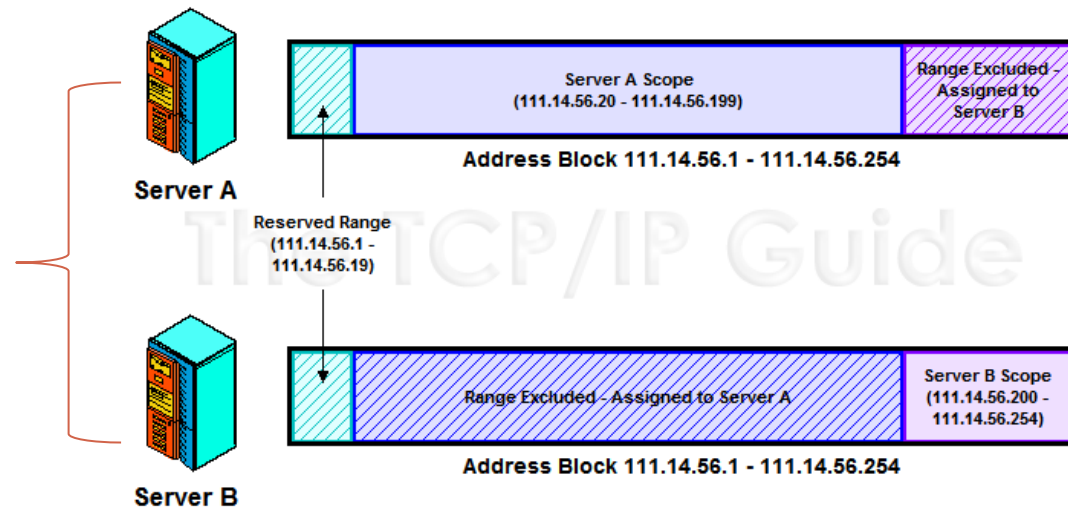 Server A Scope
(111.14.56.20 - 111.14.56.199)
Range Excluded -
Assigned to
Server B
Address Block 111.14.56.1 - 111.14.56.254
Server A
Reserved Range
(111.14.56.1 -
111.14.56.19)
The TCP/IP Guide
Range Excluded - Assigned to Server A
Server B Scope
(111.14.56.200 -
111.14.56.254)
Address Block 111.14.56.1 - 111.14.56.254
Server B